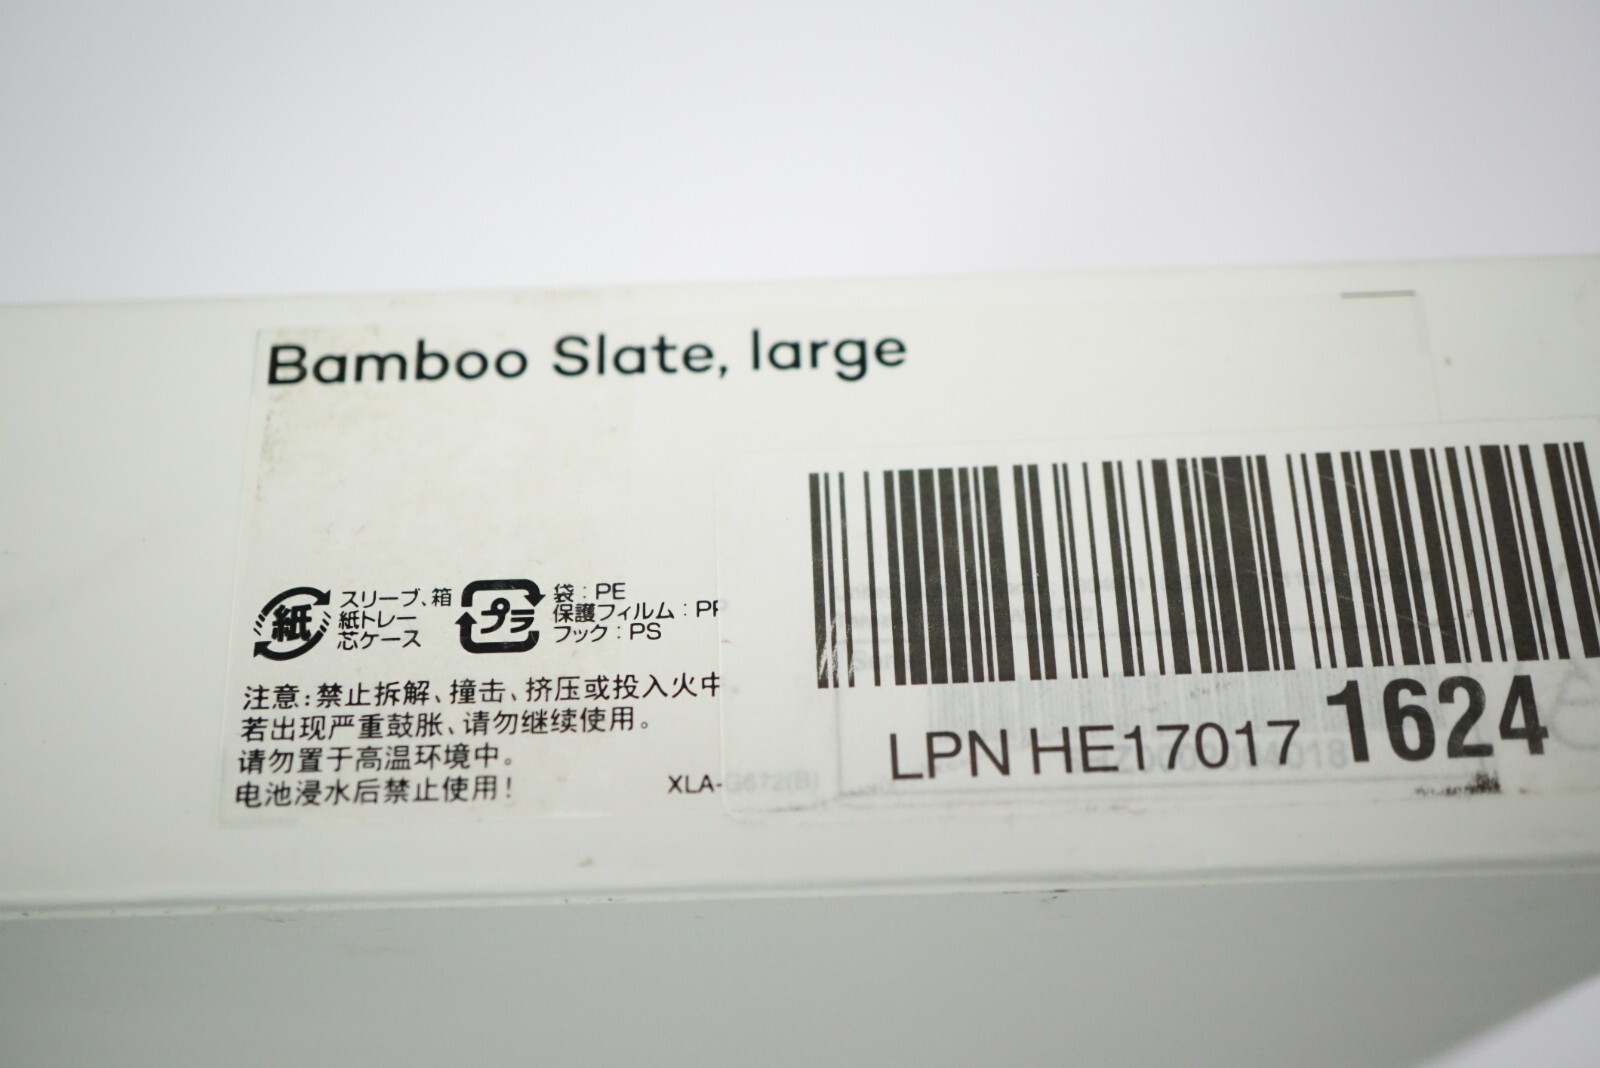 Bamboo Slate, large
紙
スリーブ、箱
紙トレー
芯ケース
プラ
袋 : PE
保護フィルム : PP
フック : PS
注意:禁止拆解、撞击、挤压或投入火中
若出现严重鼓胀、请勿继续使用。
请勿置于高温环境中。
电池浸水后禁止使用!
XLA-G672(B)
LPN HE17017 1624